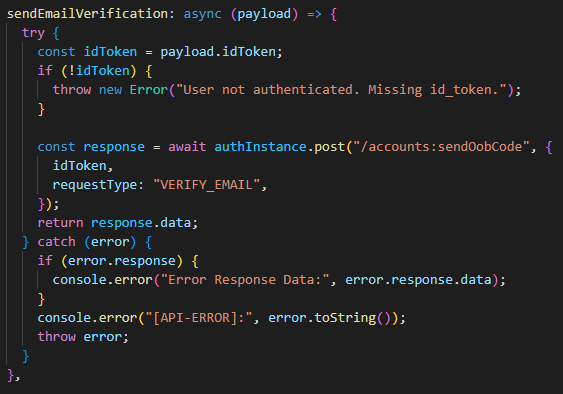 sendEmailVerification: async (payload) => {
  try {
    const idToken = payload.idToken;
    if (!idToken) {
      throw new Error("User not authenticated. Missing id_token.");
    }

    const response = await authInstance.post("/accounts:sendOobCode", {
      idToken,
      requestType: "VERIFY_EMAIL",
    });
    return response.data;
  } catch (error) {
    if (error.response) {
      console.error("Error Response Data:", error.response.data);
    }
    console.error("[API-ERROR]:", error.toString());
    throw error;
  }
},